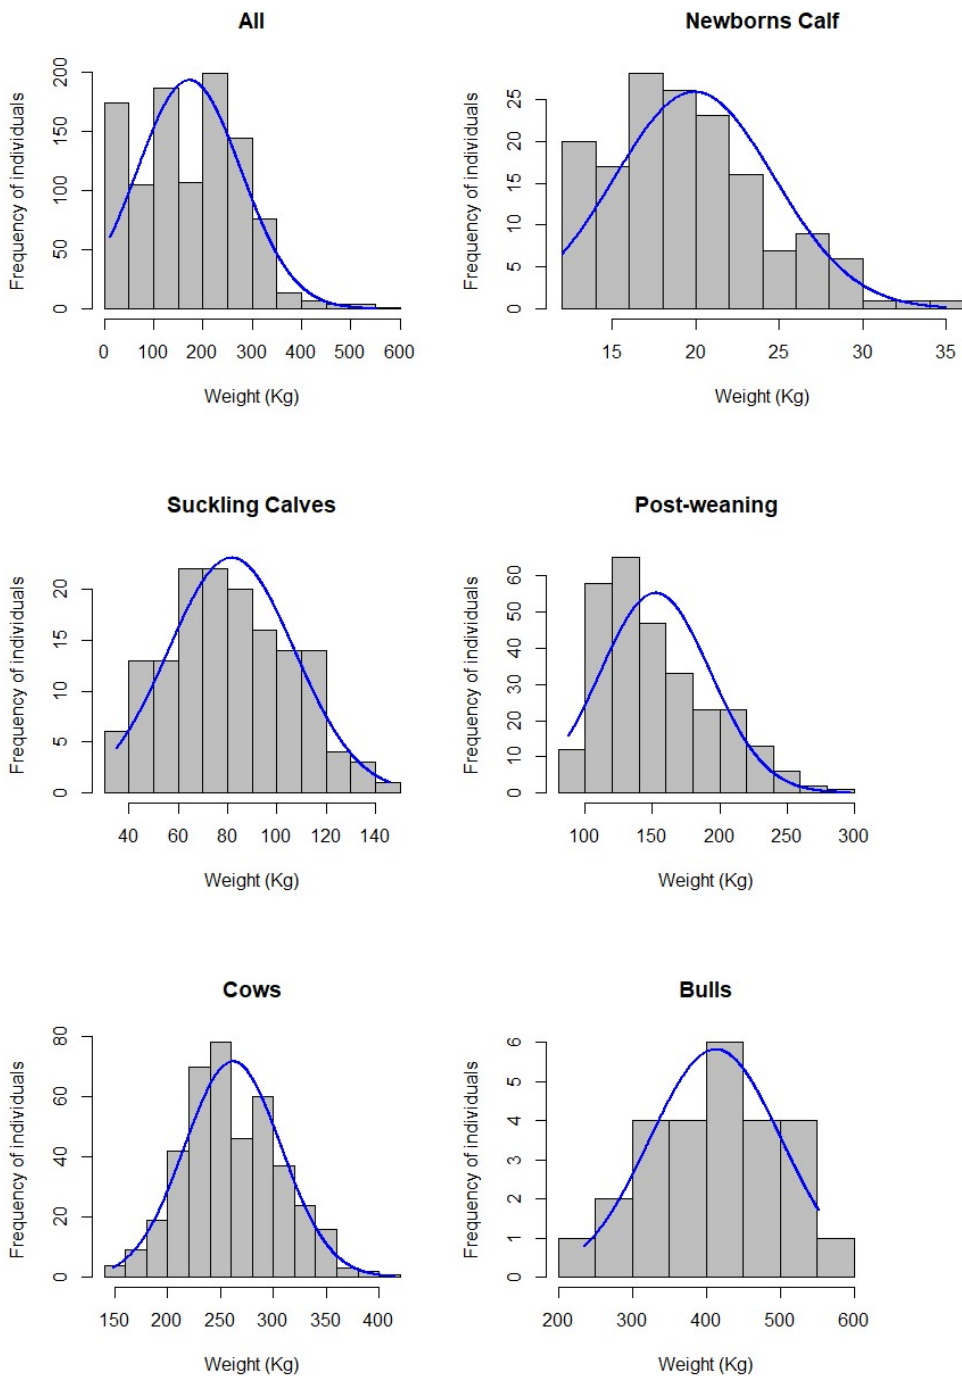 All
Frequency of individuals
200
150
100
50
0
0 100 200 300 400 500 600
Weight (Kg)
Newborns Calf
Frequency of individuals
25
20
15
10
5
0
15 20 25 30 35
Weight (Kg)
Suckling Calves
Frequency of individuals
20
15
10
5
0
40 60 80 100 120 140
Weight (Kg)
Post-weaning
Frequency of individuals
60
50
40
30
20
10
0
100 150 200 250 300
Weight (Kg)
Cows
Frequency of individuals
80
60
40
20
0
150 200 250 300 350 400
Weight (Kg)
Bulls
Frequency of individuals
6
5
4
3
2
1
0
200 300 400 500 600
Weight (Kg)